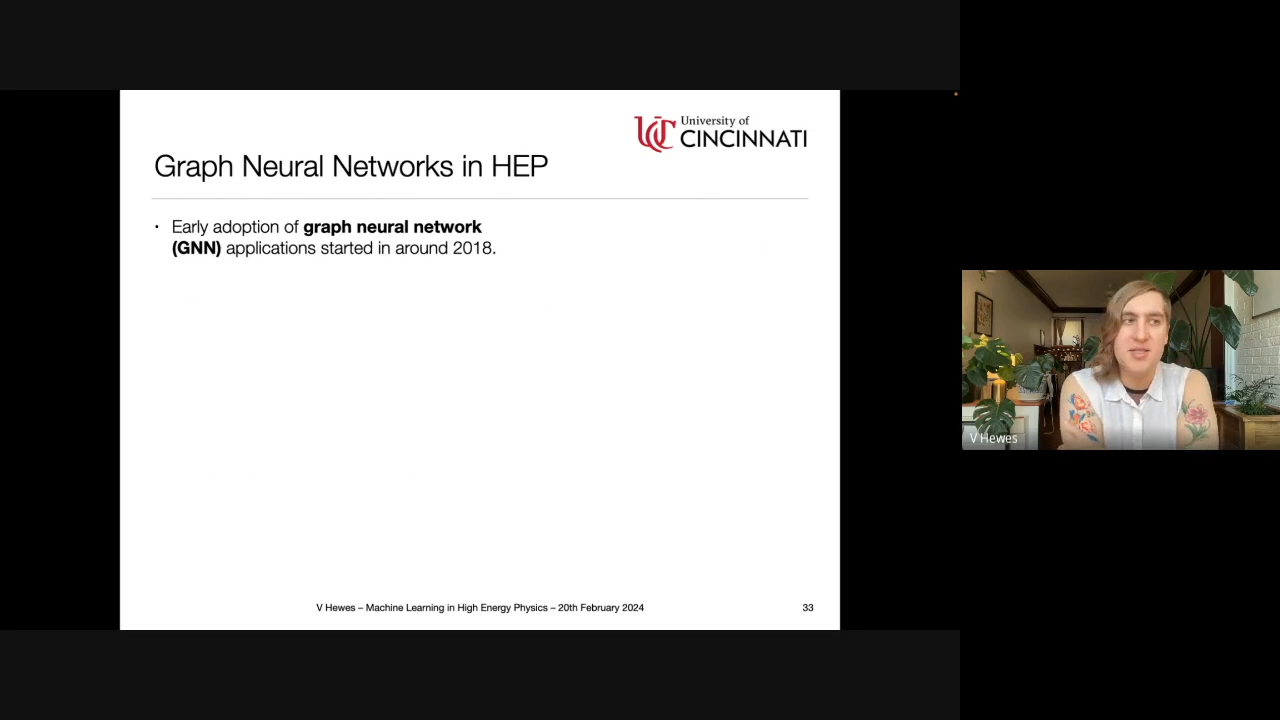 University of
CINCINNATI
Graph Neural Networks in HEP
• Early adoption of graph neural network
(GNN) applications started in around 2018.
V Hewes
V Hewes – Machine Learning in High Energy Physics – 20th February 2024
33